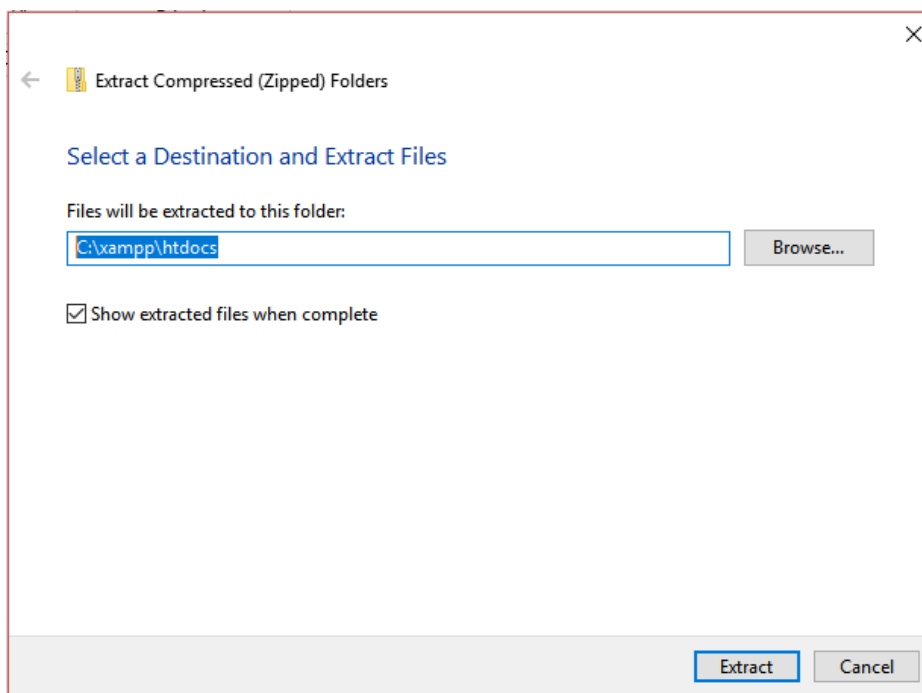 Extract Compressed (Zipped) Folders
Select a Destination and Extract Files
Files will be extracted to this folder:
C:\xampp\htdocs
Browse...
Show extracted files when complete
Extract
Cancel